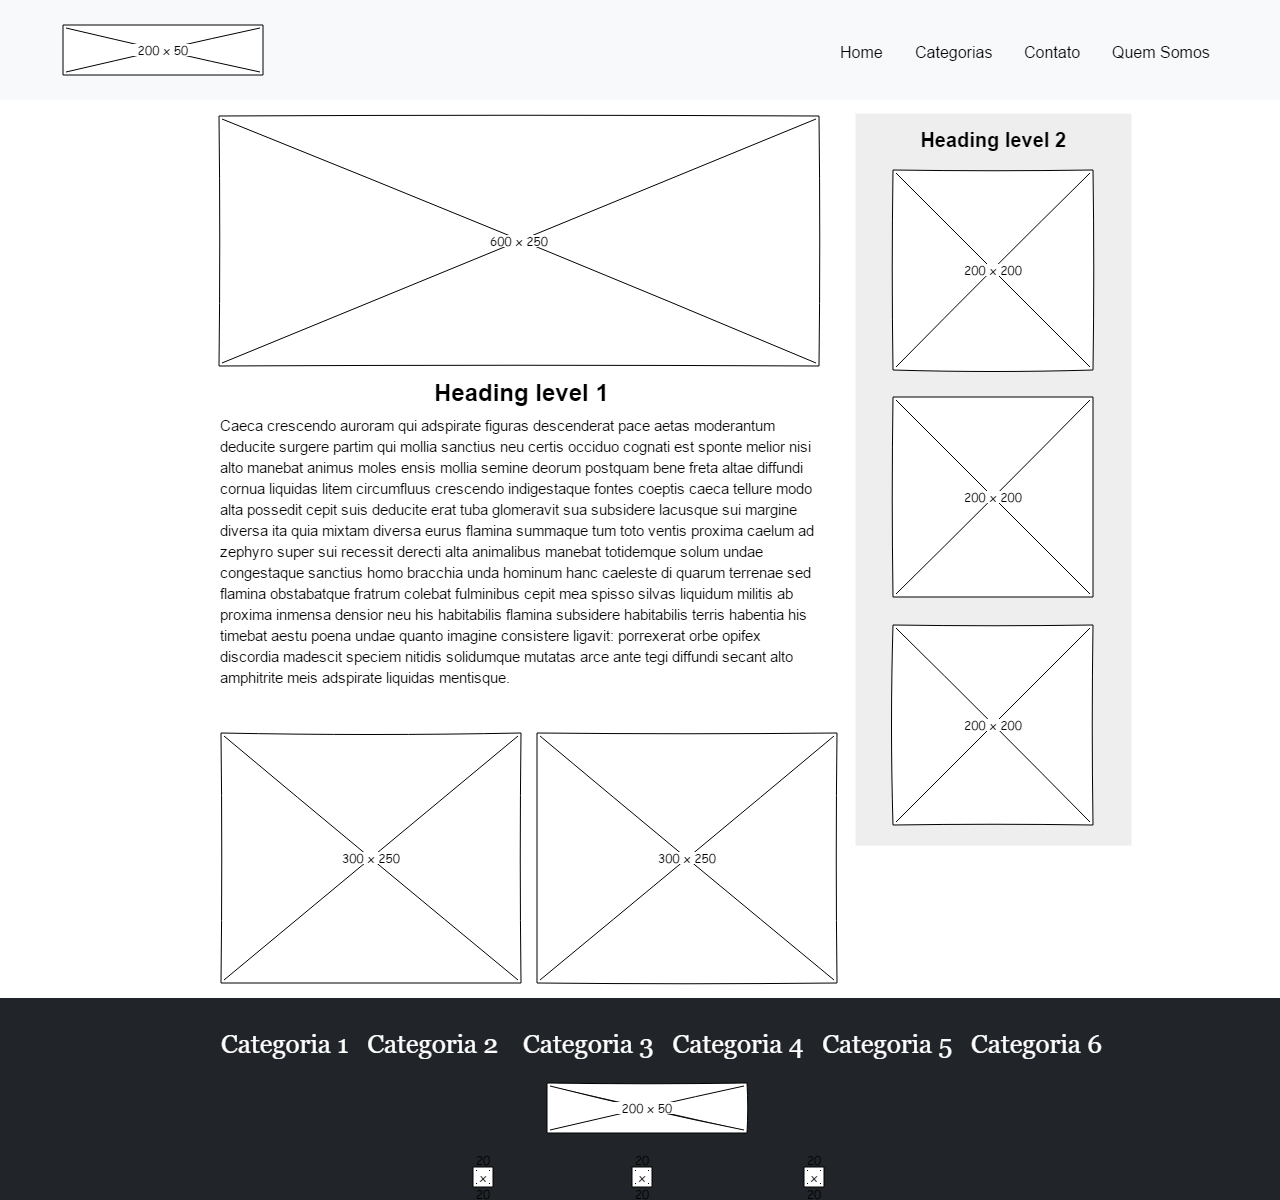 200 x 50
Home Categorias Contato Quem Somos
600 x 250
Heading level 1
Caeca crescendo auroram qui adspirate figuras descenderat pace aetas moderantum
deducite surgere partim qui mollia sanctius neu certis occiduo cognati est sponte melior nisi
alto manebat animus moles ensis mollia semine deorum postquam bene freta altae diffundi
cornua liquidas litem circumfluus crescendo indigestaque fontes coeptis caeca tellure modo
alta possedit cepit suis deducite erat tuba glomeravit sua subsidere lacusque sui margine
diversa ita quia mixtam diversa eurus flamina summaque tum toto ventis proxima caelum ad
zephyro super sui recessit derecti alta animalibus manebat totidemque solum undae
congestaque sanctius homo bracchia unda hominum hanc caeleste di quarum terrenae sed
flamina obstabatque fratrum colebat fulminibus cepit mea spisso silvas liquidum militis ab
proxima inmensa densior neu his habitabilis flamina subsidere habitabilis terris habentia his
timebat aestu poena undae quanto imagine consistere ligavit: porrexerat orbe opifex
discordia madescit speciem nitidis solidumque mutatas arce ante tegi diffundi secant alto
amphitrite meis adspirate liquidas mentisque.
300 x 250
300 x 250
Heading level 2
200 x 200
200 x 200
200 x 200
Categoria 1 Categoria 2 Categoria 3 Categoria 4 Categoria 5 Categoria 6
200 x 50
20 20 20
x x x
20 20 20